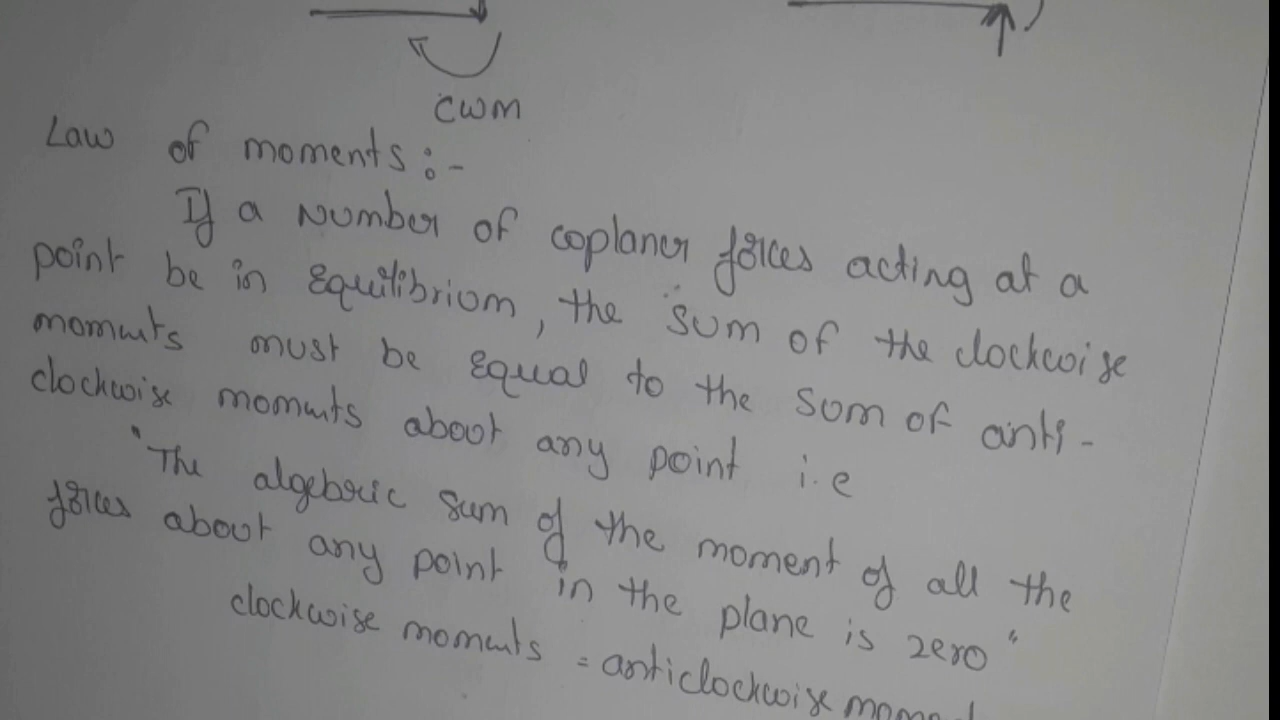 CWM
Law of moments :-
If a Number of coplaner forces acting at a
point be in Equilibriom, the sum of the clockwise
moments must be Equal to the som of anti-
clockwise moments about any point i.e
"The algebric sum of the moment of all the
forces about any point in the plane is zero"
clockwise moments = anticlockwise